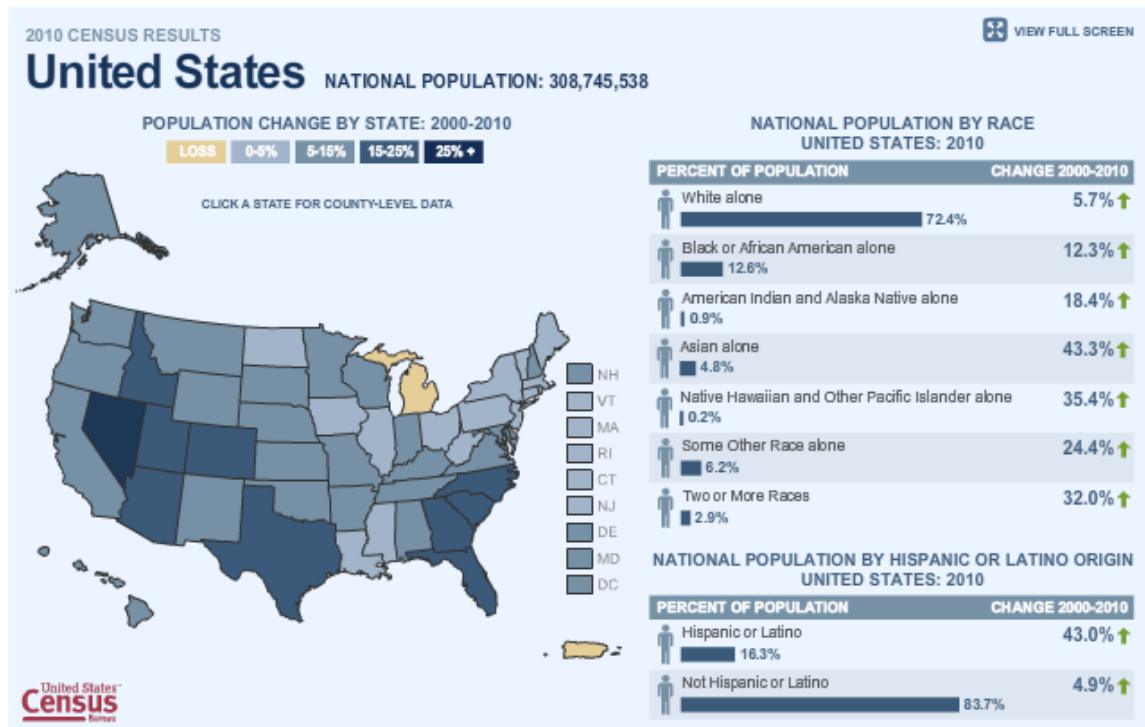 2010 CENSUS RESULTS
VIEW FULL SCREEN
United States NATIONAL POPULATION: 308,745,538
POPULATION CHANGE BY STATE: 2000-2010
LOSS 0-5% 5-15% 15-25% 25% +
CLICK A STATE FOR COUNTY-LEVEL DATA
NH
VT
MA
RI
CT
NJ
DE
MD
DC
United States
Census
Bureau
NATIONAL POPULATION BY RACE
UNITED STATES: 2010
PERCENT OF POPULATION CHANGE 2000-2010
White alone 5.7%
72.4%
Black or African American alone 12.3%
12.6%
American Indian and Alaska Native alone 18.4%
0.9%
Asian alone 43.3%
4.8%
Native Hawaiian and Other Pacific Islander alone 35.4%
0.2%
Some Other Race alone 24.4%
6.2%
Two or More Races 32.0%
2.9%
NATIONAL POPULATION BY HISPANIC OR LATINO ORIGIN
UNITED STATES: 2010
PERCENT OF POPULATION CHANGE 2000-2010
Hispanic or Latino 43.0%
16.3%
Not Hispanic or Latino 4.9%
83.7%